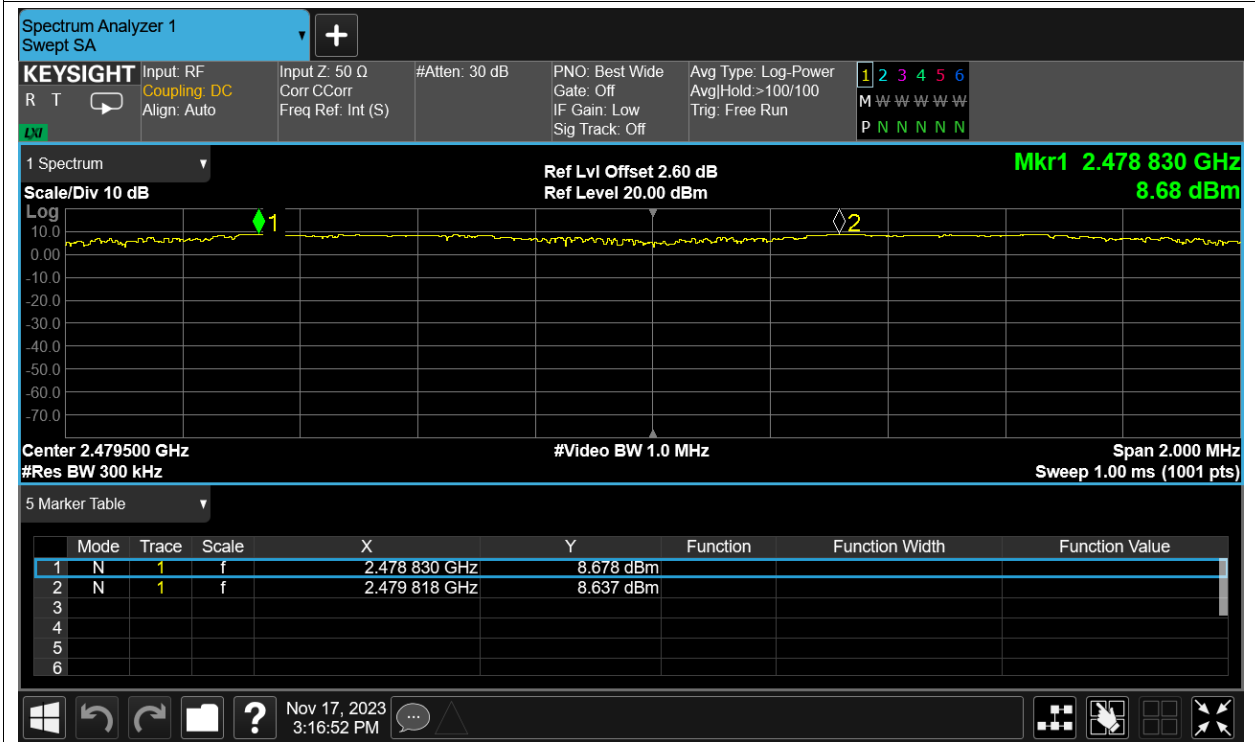 Spectrum Analyzer 1
Swept SA
+
KEYSIGHT
R T
LXI
Input: RF
Coupling: DC
Align: Auto
Input Z: 50 Ω
Corr CCorr
Freq Ref: Int (S)
#Atten: 30 dB
PNO: Best Wide
Gate: Off
IF Gain: Low
Sig Track: Off
Avg Type: Log-Power
Avg|Hold:>100/100
Trig: Free Run
1 2 3 4 5 6
M W W W W W
P N N N N N
1 Spectrum
Scale/Div 10 dB
Ref Lvl Offset 2.60 dB
Ref Level 20.00 dBm
Mkr1 2.478 830 GHz
8.68 dBm
Log
10.0
0.00
-10.0
-20.0
-30.0
-40.0
-50.0
-60.0
-70.0
1
2
Center 2.479500 GHz
#Res BW 300 kHz
#Video BW 1.0 MHz
Span 2.000 MHz
Sweep 1.00 ms (1001 pts)
5 Marker Table
Mode Trace Scale X Y Function Function Width Function Value
1 N 1 f 2.478 830 GHz 8.678 dBm
2 N 1 f 2.479 818 GHz 8.637 dBm
3
4
5
6
?
Nov 17, 2023
3:16:52 PM